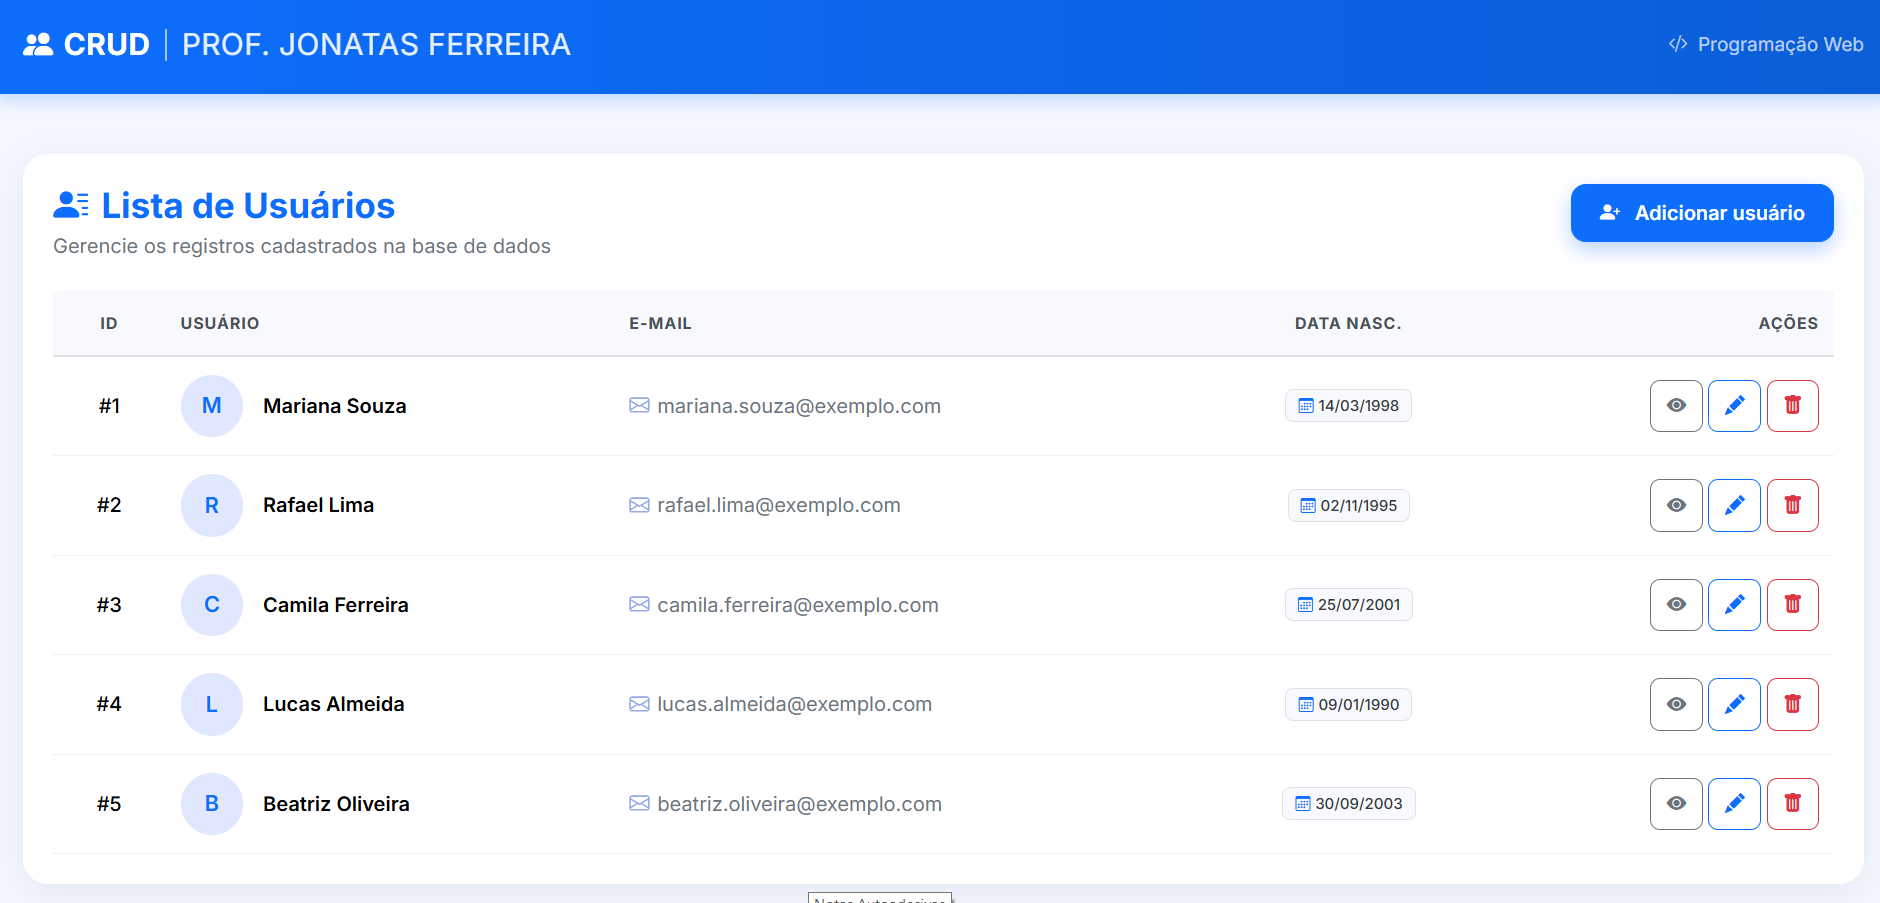 CRUD | PROF. JONATAS FERREIRA
Programação Web
Lista de Usuários
Adicionar usuário
Gerencie os registros cadastrados na base de dados
ID USUÁRIO E-MAIL DATA NASC. AÇÕES
#1 M Mariana Souza mariana.souza@exemplo.com 14/03/1998
#2 R Rafael Lima rafael.lima@exemplo.com 02/11/1995
#3 C Camila Ferreira camila.ferreira@exemplo.com 25/07/2001
#4 L Lucas Almeida lucas.almeida@exemplo.com 09/01/1990
#5 B Beatriz Oliveira beatriz.oliveira@exemplo.com 30/09/2003